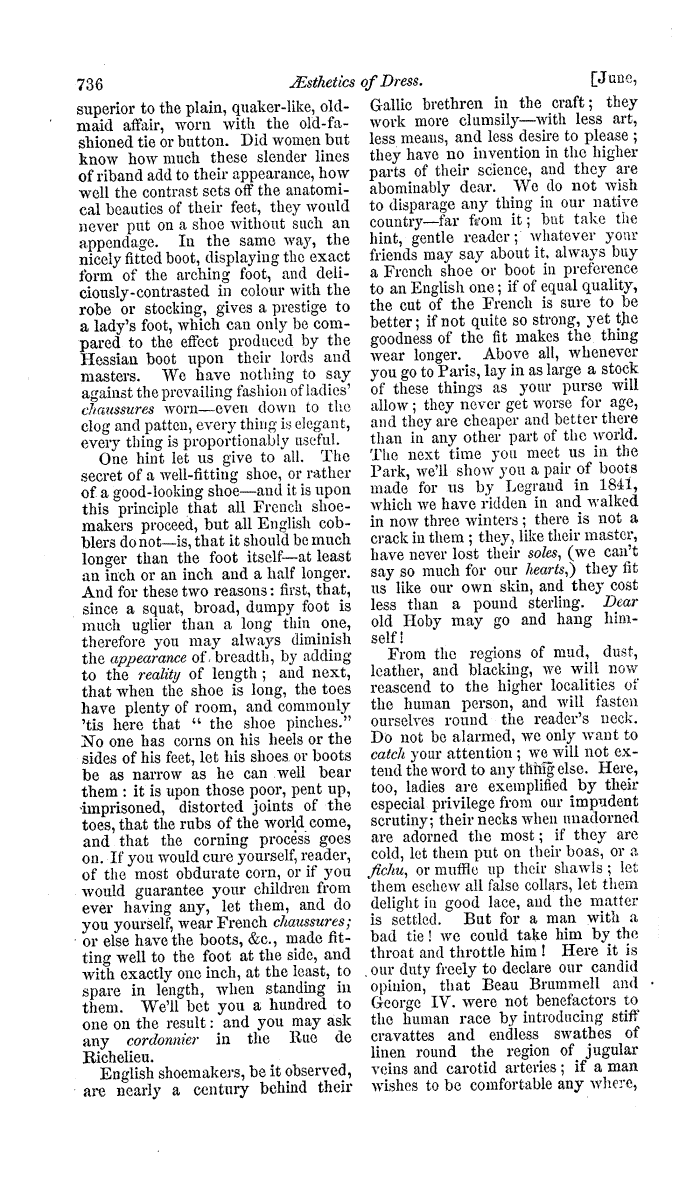 736 Æsthetics of Dress. [June,
superior to the plain, quaker-like, old-
maid affair, worn with the old-fa-
shioned tie or button. Did women but
know how much these slender lines
of riband add to their appearance, how
well the contrast sets off the anatomi-
cal beauties of their feet, they would
never put on a shoe without such an
appendage. In the same way, the
nicely fitted boot, displaying the exact
form of the arching foot, and deli-
ciously-contrasted in colour with the
robe or stocking, gives a prestige to
a lady's foot, which can only be com-
pared to the effect produced by the
Hessian boot upon their lords and
masters. We have nothing to say
against the prevailing fashion of ladies'
chaussures worn—even down to the
clog and patten, every thing is elegant,
every thing is proportionably useful.
One hint let us give to all. The
secret of a well-fitting shoe, or rather
of a good-looking shoe—and it is upon
this principle that all French shoe-
makers proceed, but all English cob-
blers do not—is, that it should be much
longer than the foot itself—at least
an inch or an inch and a half longer.
And for these two reasons: first, that,
since a squat, broad, dumpy foot is
much uglier than a long thin one,
therefore you may always diminish
the appearance of breadth, by adding
to the reality of length; and next,
that when the shoe is long, the toes
have plenty of room, and commonly
'tis here that "the shoe pinches."
No one has corns on his heels or the
sides of his feet, let his shoes or boots
be as narrow as he can well bear
them: it is upon those poor, pent up,
imprisoned, distorted joints of the
toes, that the rubs of the world come,
and that the corning process goes
on. If you would cure yourself, reader,
of the most obdurate corn, or if you
would guarantee your children from
ever having any, let them, and do
you yourself, wear French chaussures;
or else have the boots, &c., made fit-
ting well to the foot at the side, and
with exactly one inch, at the least, to
spare in length, when standing in
them. We'll bet you a hundred to
one on the result: and you may ask
any cordonnier in the Rue de
Richelieu.
English shoemakers, be it observed,
are nearly a century behind their
Gallic brethren in the craft; they
work more clumsily—with less art,
less means, and less desire to please;
they have no invention in the higher
parts of their science, and they are
abominably dear. We do not wish
to disparage any thing in our native
country—far from it; but take the
hint, gentle reader; whatever your
friends may say about it, always buy
a French shoe or boot in preference
to an English one; if of equal quality,
the cut of the French is sure to be
better; if not quite so strong, yet the
goodness of the fit makes the thing
wear longer. Above all, whenever
you go to Paris, lay in as large a stock
of these things as your purse will
allow; they never get worse for age,
and they are cheaper and better there
than in any other part of the world.
The next time you meet us in the
Park, we'll show you a pair of boots
made for us by Legrand in 1841,
which we have ridden in and walked
in now three winters; there is not a
crack in them; they, like their master,
have never lost their soles, (we can't
say so much for our hearts,) they fit
us like our own skin, and they cost
less than a pound sterling. Dear
old Hoby may go and hang him-
self!
From the regions of mud, dust,
leather, and blacking, we will now
reascend to the higher localities of
the human person, and will fasten
ourselves round the reader's neck.
Do not be alarmed, we only want to
catch your attention; we will not ex-
tend the word to any thing else. Here,
too, ladies are exemplified by their
especial privilege from our impudent
scrutiny; their necks when unadorned
are adorned the most; if they are
cold, let them put on their boas, or a
fichu, or muffle up their shawls; let
them eschew all false collars, let them
delight in good lace, and the matter
is settled. But for a man with a
bad tie! we could take him by the
throat and throttle him! Here it is
our duty freely to declare our candid
opinion, that Beau Brummell and
George IV. were not benefactors to
the human race by introducing stiff
cravattes and endless swathes of
linen round the region of jugular
veins and carotid arteries; if a man
wishes to be comfortable any where,